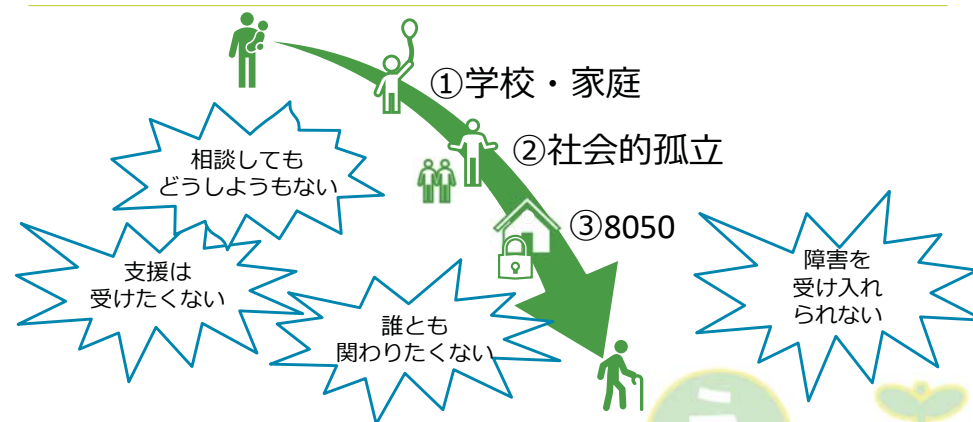 ①学校・家庭
②社会的孤立
③8050
相談しても
どうしようもない
支援は
受けたくない
誰とも
関わりたくない
障害を
受け入れ
られない